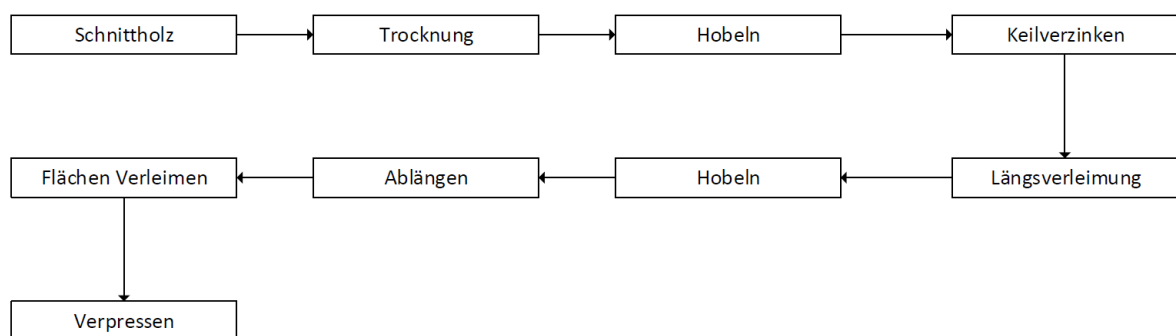 Schnittholz
Trocknung
Hobeln
Keilverzinken
Längsverleimung
Hobeln
Ablängen
Flächen Verleimen
Verpressen